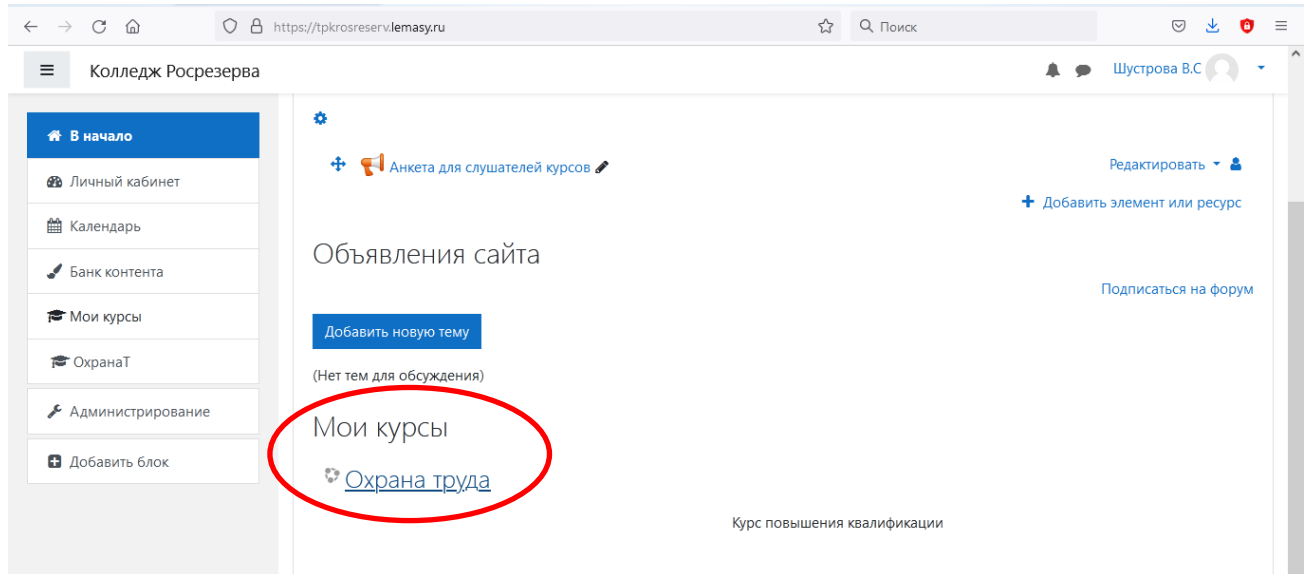 https://tpkrosreserv.lemasy.ru
Поиск
Колледж Росрезерва
Шустрова В.С
В начало
Личный кабинет
Календарь
Банк контента
Мои курсы
ОхранаТ
Администрирование
Добавить блок
Анкета для слушателей курсов
Редактировать
Добавить элемент или ресурс
Объявления сайта
Подписаться на форум
Добавить новую тему
(Нет тем для обсуждения)
Мои курсы
Охрана труда
Курс повышения квалификации